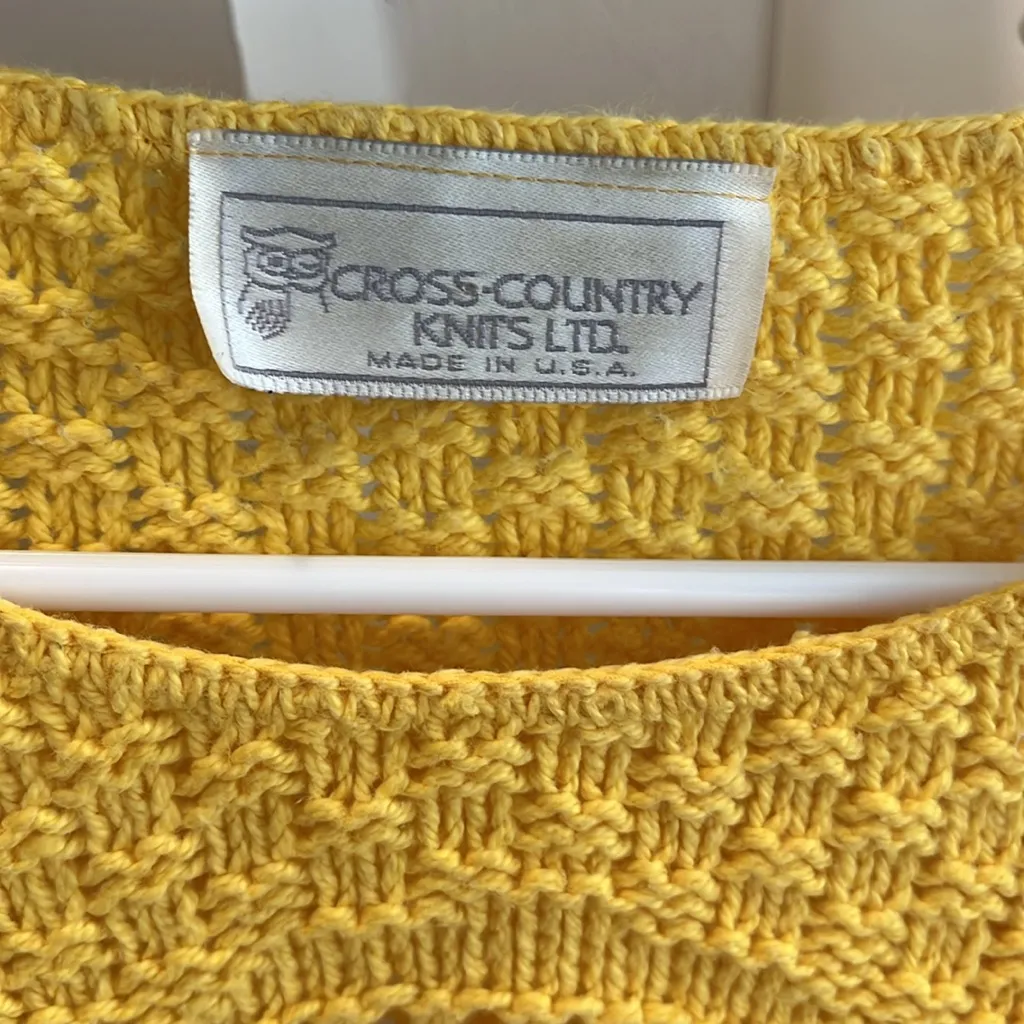 CROSS-COUNTRY
KNITS LTD.
MADE IN U.S.A.